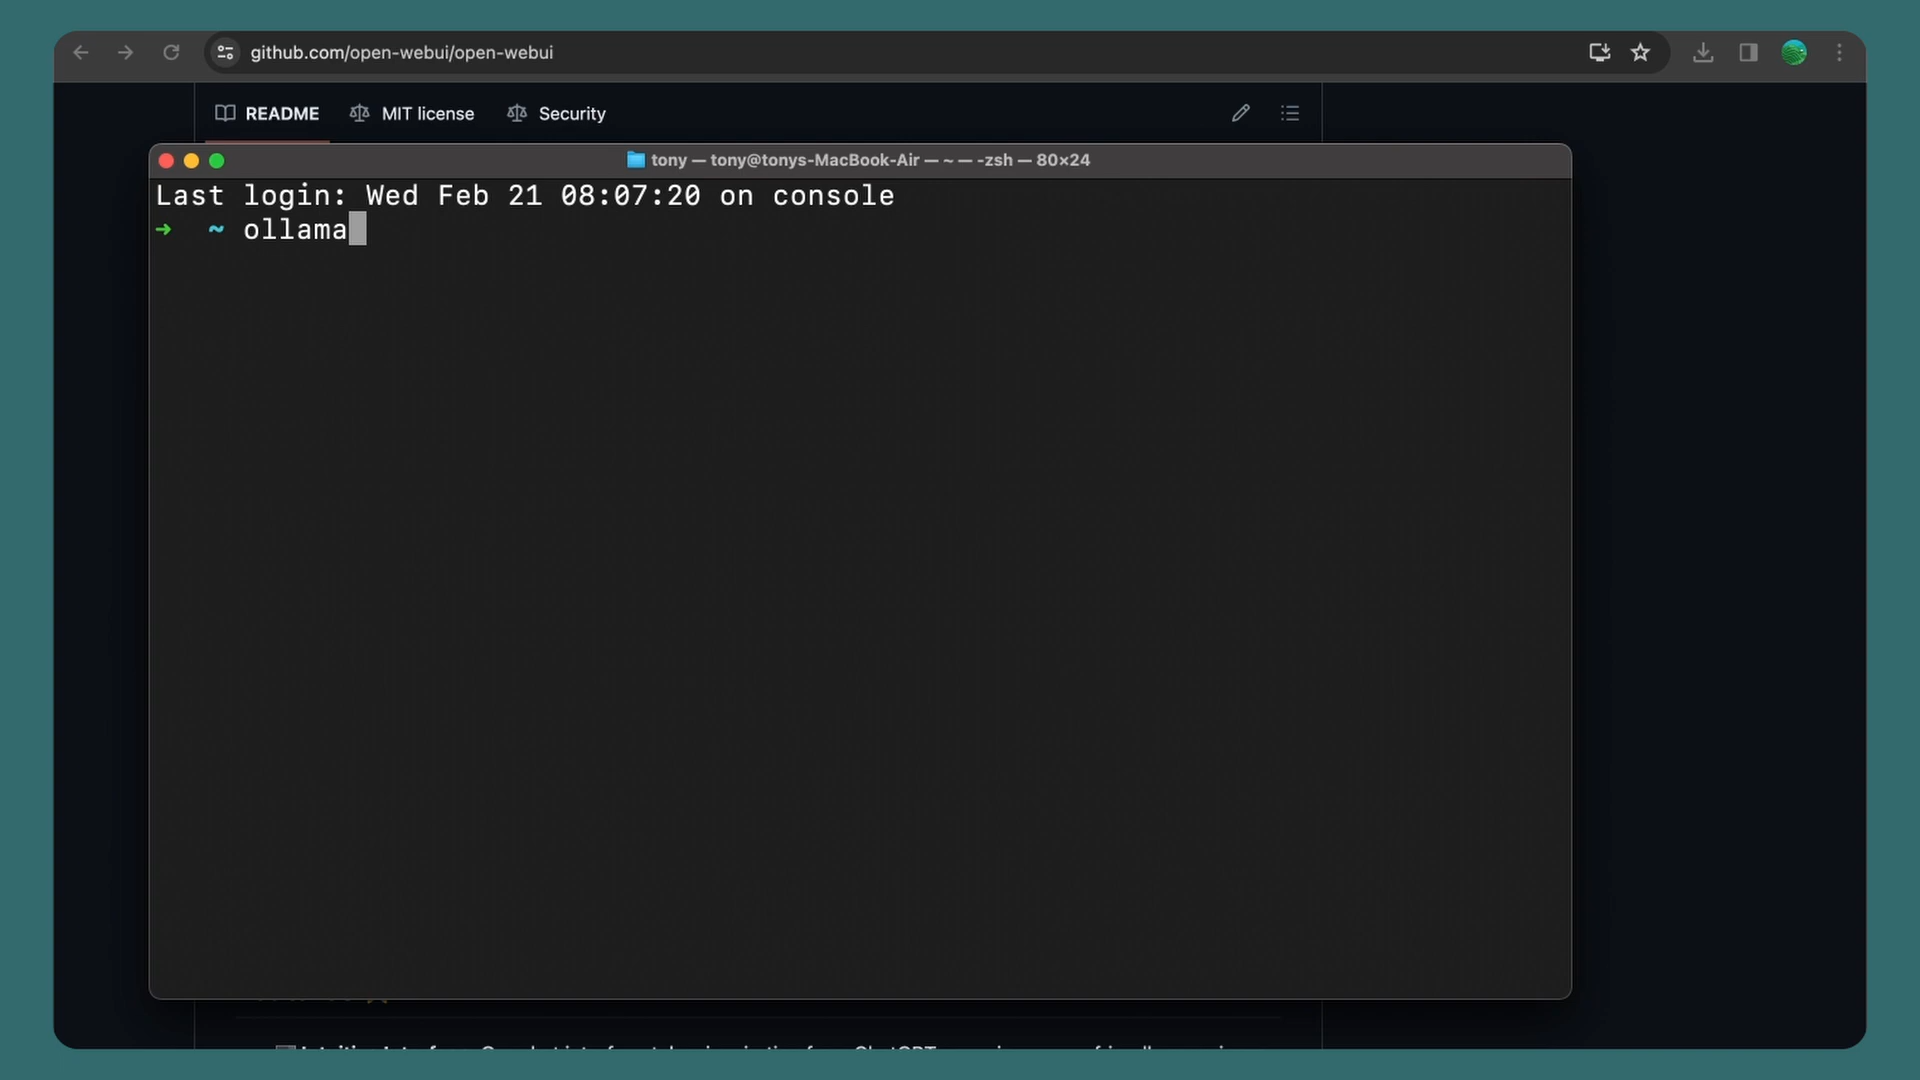 github.com/open-webui/open-webui
README MIT license Security
tony — tony@tonys-MacBook-Air — ~ — -zsh — 80×24
Last login: Wed Feb 21 08:07:20 on console
➜ ~ ollama